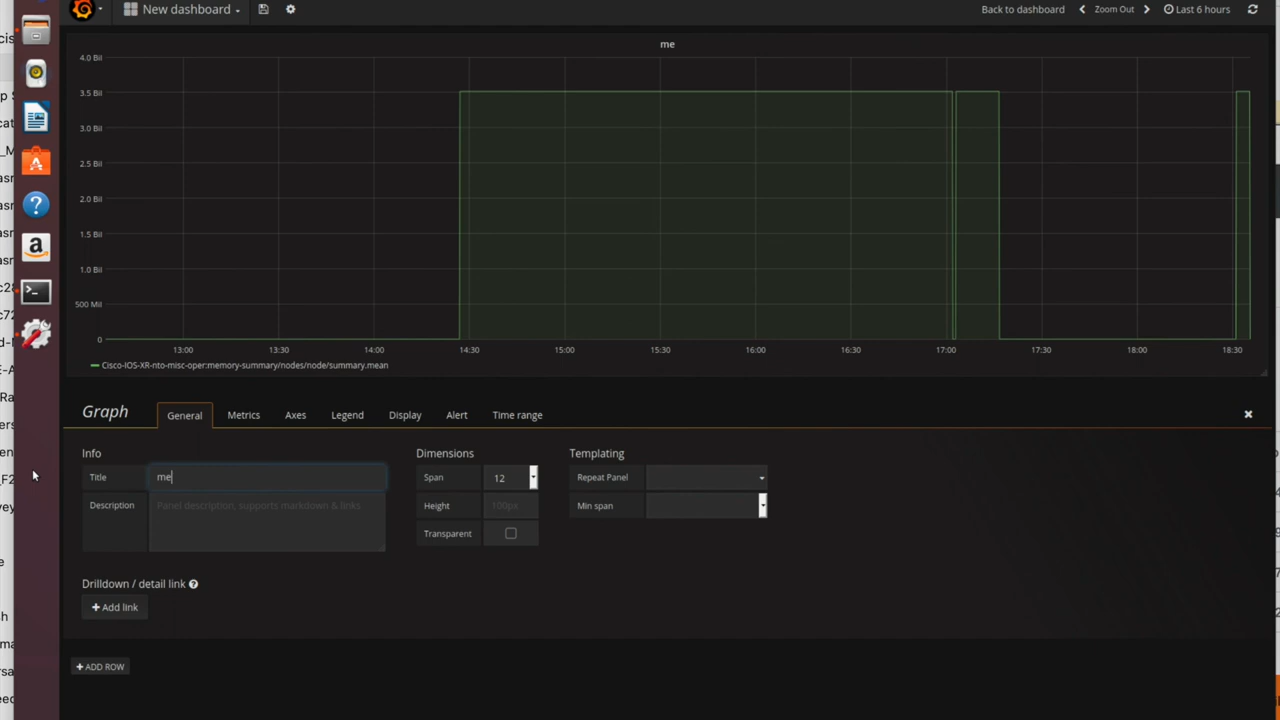 New dashboard
Back to dashboard
Zoom Out
Last 6 hours
me
4.0 Bil
3.5 Bil
3.0 Bil
2.5 Bil
2.0 Bil
1.5 Bil
1.0 Bil
500 Mil
0
13:00 13:30 14:00 14:30 15:00 15:30 16:00 16:30 17:00 17:30 18:00 18:30
Cisco-IOS-XR-nto-misc-oper:memory-summary/nodes/node/summary.mean
Graph General Metrics Axes Legend Display Alert Time range
Info
Title me
Description Panel description, supports markdown & links
Dimensions
Span 12
Height 100px
Transparent
Templating
Repeat Panel
Min span
Drilldown / detail link
Add link
ADD ROW